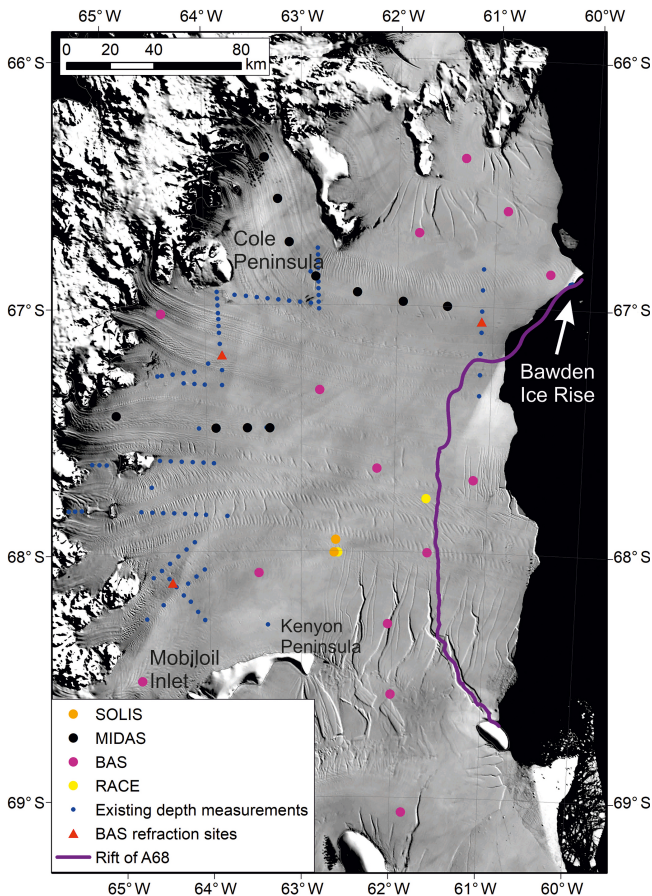 65°W 64°W 63°W 62°W 61°W 60°W
66°S 66°S
0 20 40 80
km
Cole
Peninsula
67°S 67°S
Bawden
Ice Rise
68°S 68°S
Kenyon
Peninsula
Mobiloil
Inlet
SOLIS
MIDAS
BAS
RACE
Existing depth measurements
BAS refraction sites
Rift of A68
69°S 69°S
65°W 64°W 63°W 62°W 61°W 60°W